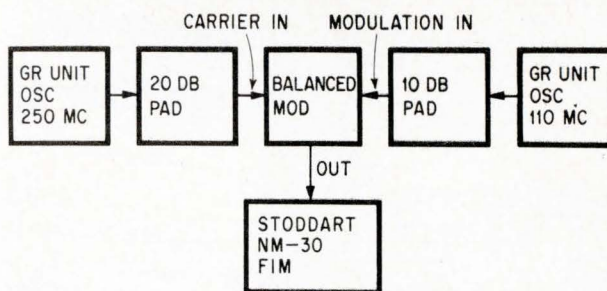 CARRIER IN
MODULATION IN
GR UNIT
OSC
250 MC
20 DB
PAD
BALANCED
MOD
10 DB
PAD
GR UNIT
OSC
110 MC
OUT
STODDART
NM-30
FIM